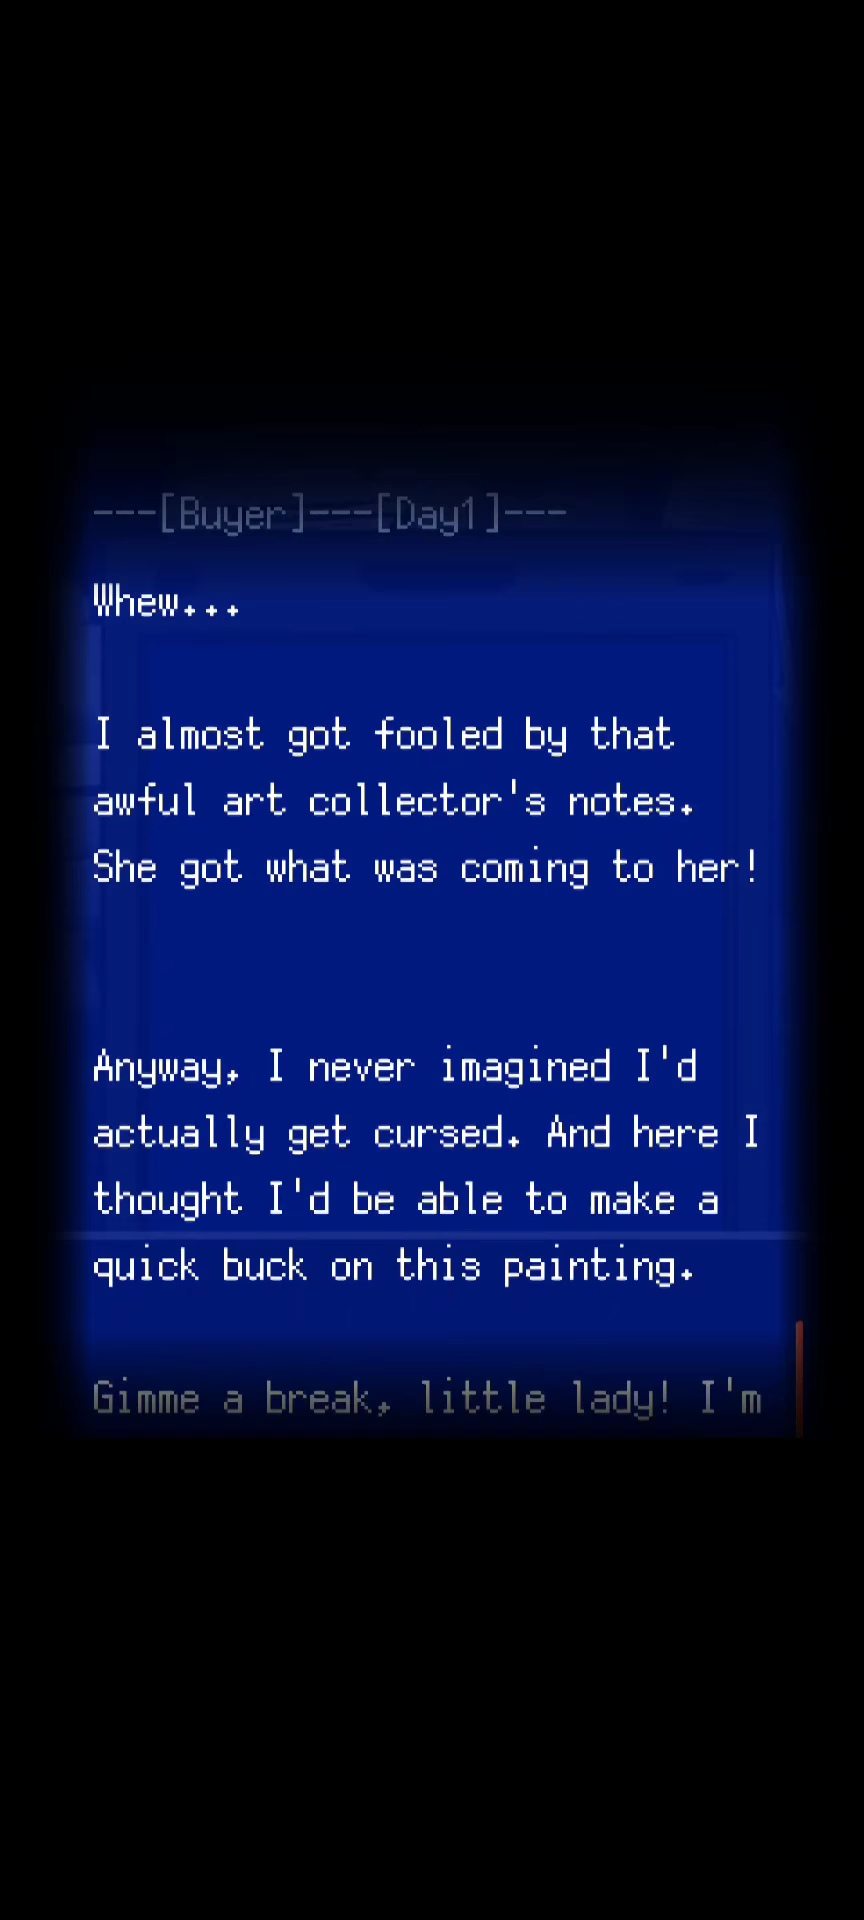 ---[Buyer]---[Day1]---
Whew...
I almost got fooled by that
awful art collector's notes.
She got what was coming to her!
Anyway, I never imagined I'd
actually get cursed. And here I
thought I'd be able to make a
quick buck on this painting.
Gimme a break, little lady! I'm